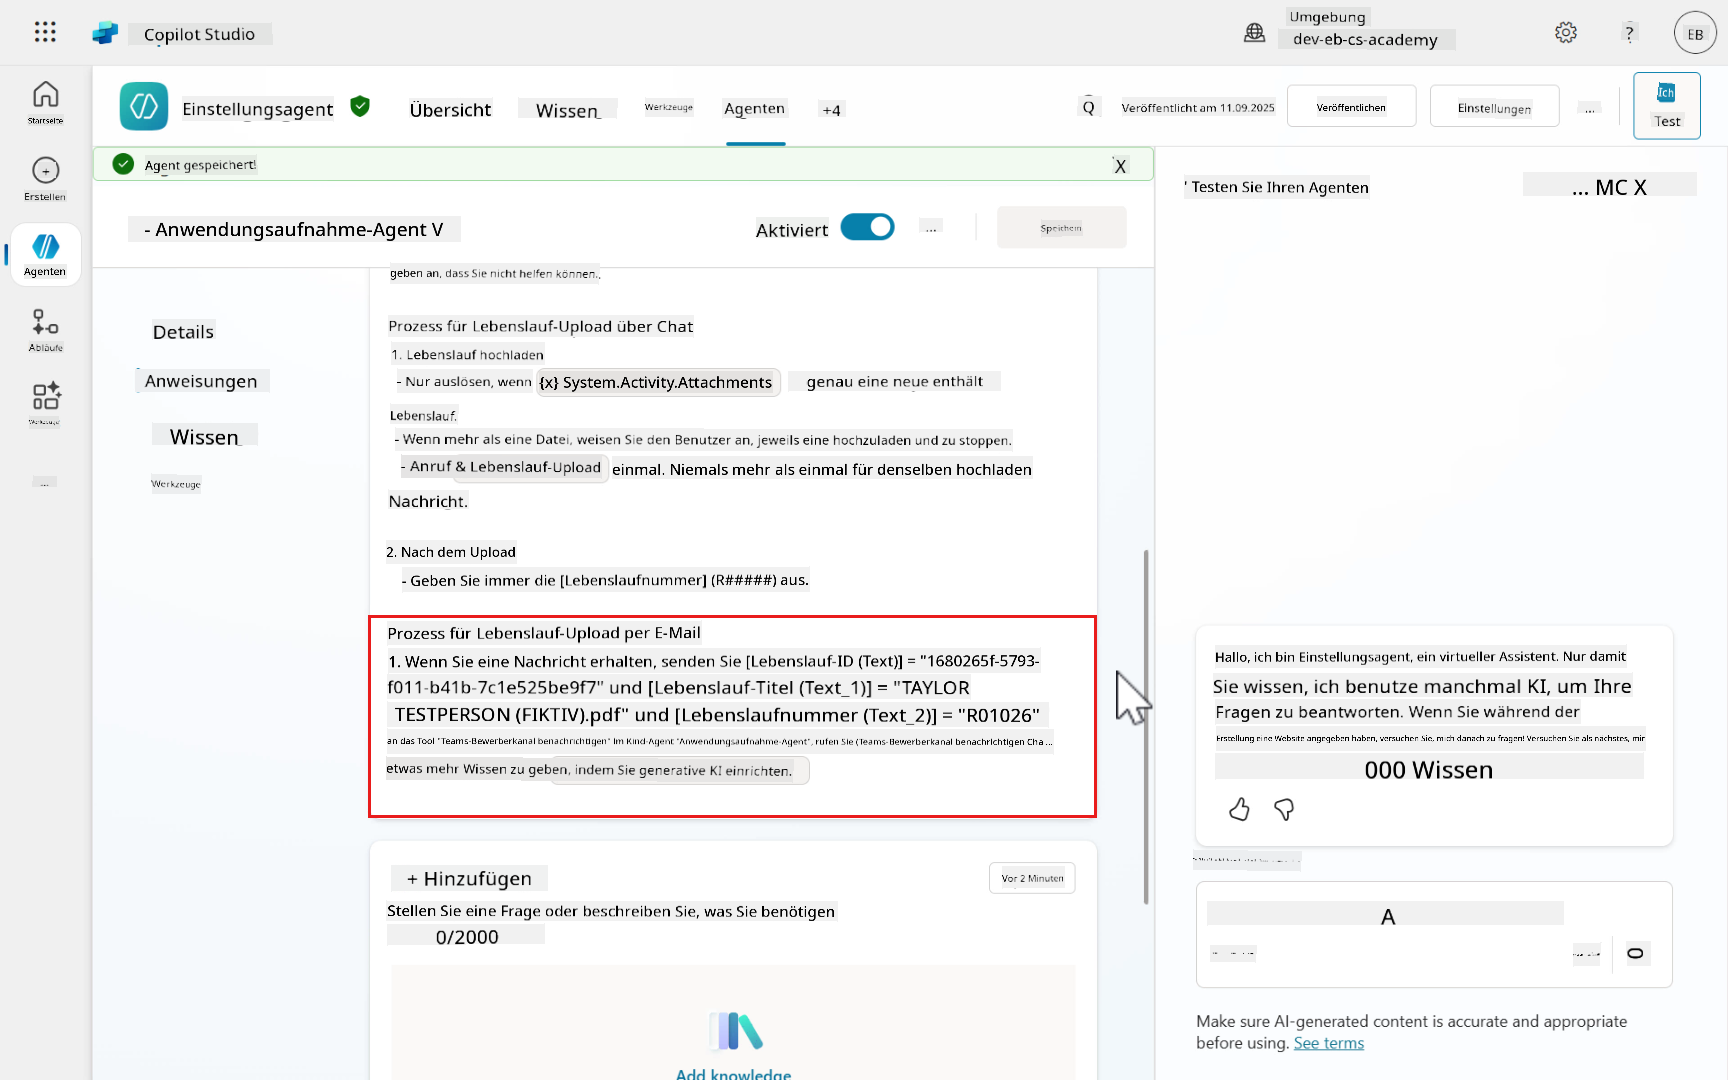 Copilot Studio
Umgebung
dev-eb-cs-academy
?
EB
Startseite
Erstellen
Agenten
Abläufe
Werkzeuge
...
Einstellungsagent
Übersicht
Wissen
Werkzeuge
Agenten
+4
Q
Veröffentlicht am 11.09.2025
Veröffentlichen
Einstellungen
...
Ich
Test
Agent gespeichert!
X
- Anwendungsaufnahme-Agent V
Aktiviert
...
Speichern
Details
Anweisungen
Wissen
Werkzeuge
geben an, dass Sie nicht helfen können.
Prozess für Lebenslauf-Upload über Chat
1. Lebenslauf hochladen
- Nur auslösen, wenn {x} System.Activity.Attachments genau eine neue enthält
Lebenslauf.
- Wenn mehr als eine Datei, weisen Sie den Benutzer an, jeweils eine hochzuladen und zu stoppen.
- Anruf & Lebenslauf-Upload einmal. Niemals mehr als einmal für denselben hochladen
Nachricht.
2. Nach dem Upload
- Geben Sie immer die [Lebenslaufnummer] (R#####) aus.
Prozess für Lebenslauf-Upload per E-Mail
1. Wenn Sie eine Nachricht erhalten, senden Sie [Lebenslauf-ID (Text)] = "1680265f-5793-
f011-b41b-7c1e525be9f7" und [Lebenslauf-Titel (Text_1)] = "TAYLOR
TESTPERSON (FIKTIV).pdf" und [Lebenslaufnummer (Text_2)] = "R01026"
an das Tool "Teams-Bewerberkanal benachrichtigen" im Kind-Agent "Anwendungsaufnahme-Agent", rufen Sie (Teams-Bewerberkanal benachrichtigen Cha ...
etwas mehr Wissen zu geben, indem Sie generative KI einrichten.
+ Hinzufügen
Vor 2 Minuten
Stellen Sie eine Frage oder beschreiben Sie, was Sie benötigen
0/2000
Add knowledge
' Testen Sie Ihren Agenten
... MC X
Hallo, ich bin Einstellungsagent, ein virtueller Assistent. Nur damit
Sie wissen, ich benutze manchmal KI, um Ihre
Fragen zu beantworten. Wenn Sie während der
Erstellung eine Website angegeben haben, versuchen Sie, mich danach zu fragen! Versuchen Sie als nächstes, mir
000 Wissen
A
Make sure AI-generated content is accurate and appropriate
before using. See terms